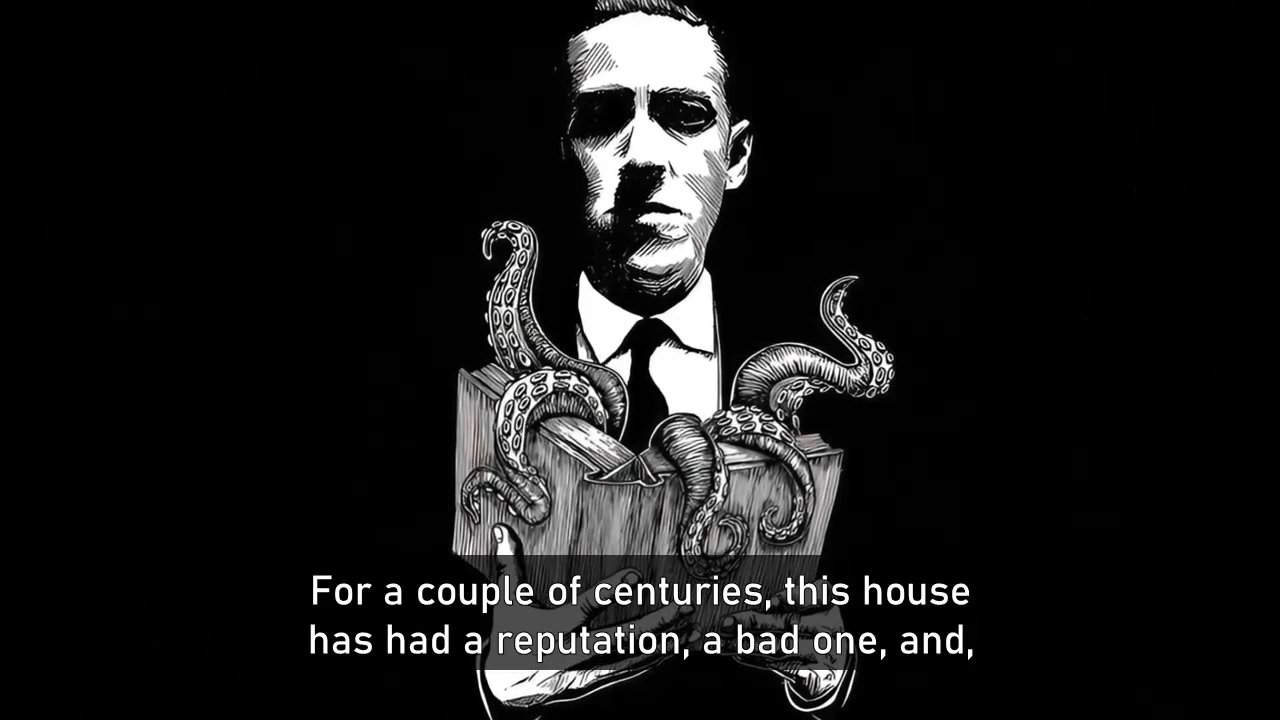 For a couple of centuries, this house
has had a reputation, a bad one, and,